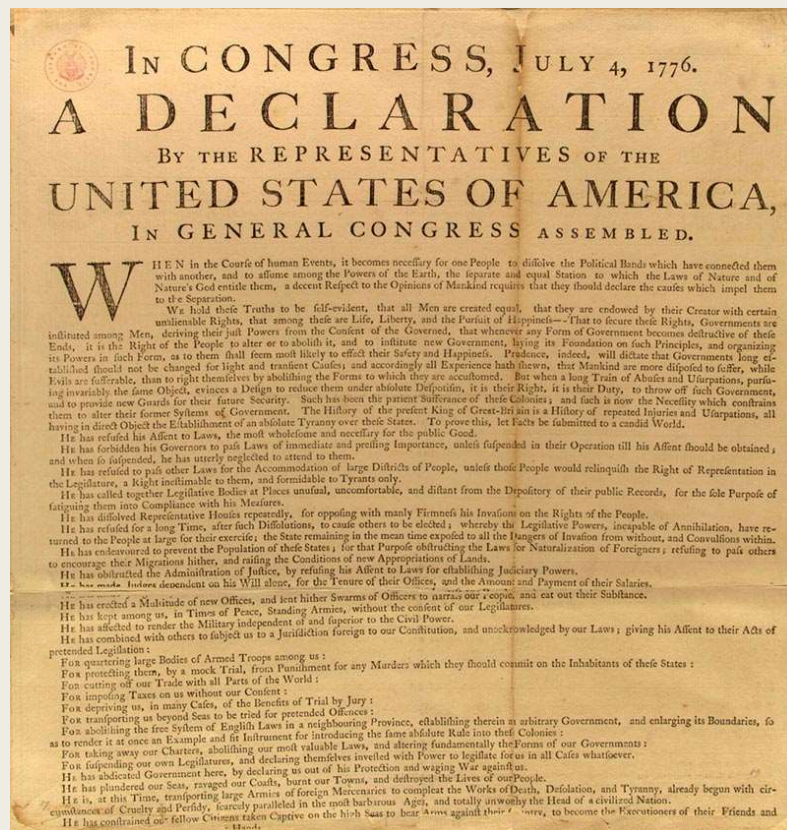 IN CONGRESS, JULY 4, 1776.
A DECLARATION
BY THE REPRESENTATIVES OF THE
UNITED STATES OF AMERICA,
IN GENERAL CONGRESS ASSEMBLED.
WHEN in the Courſe of human Events, it becomes neceſſary for one People to diſſolve the Political Bands which have connected them
with another, and to aſſume among the Powers of the Earth, the ſeparate and equal Station to which the Laws of Nature and of
Nature's God entitle them, a decent Reſpect to the Opinions of Mankind requires that they ſhould declare the cauſes which impel them
to the Separation.
WE hold theſe Truths to be ſelf-evident, that all Men are created equal, that they are endowed by their Creator with certain
unalienable Rights, that among theſe are Life, Liberty, and the Purſuit of Happineſs--That to ſecure theſe Rights, Governments are
inſtituted among Men, deriving their juſt Powers from the Conſent of the Governed, that whenever any Form of Government becomes deſtructive of theſe
Ends, it is the Right of the People to alter or to aboliſh it, and to inſtitute new Government, laying its Foundation on ſuch Principles, and organizing
its Powers in ſuch Form, as to them ſhall ſeem moſt likely to effect their Safety and Happineſs. Prudence, indeed, will dictate that Governments long eſ-
tabliſhed ſhould not be changed for light and tranſient Cauſes; and accordingly all Experience hath ſhewn, that Mankind are more diſpoſed to ſuffer, while
Evils are ſufferable, than to right themſelves by aboliſhing the Forms to which they are accuſtomed. But when a long Train of Abuſes and Uſurpations, purſu-
ing invariably the ſame Object, evinces a Deſign to reduce them under abſolute Deſpotiſm, it is their Right, it is their Duty, to throw off ſuch Government,
and to provide new Guards for their future Security. Such has been the patient Sufferance of theſe Colonies; and ſuch is now the Neceſſity which conſtrains
them to alter their former Syſtems of Government. The Hiſtory of the preſent King of Great-Britain is a Hiſtory of repeated Injuries and Uſurpations, all
having in direct Object the Eſtabliſhment of an abſolute Tyranny over theſe States. To prove this, let Facts be ſubmitted to a candid World.
HE has refuſed his Aſſent to Laws, the moſt wholeſome and neceſſary for the public Good.
HE has forbidden his Governors to paſs Laws of immediate and preſſing Importance, unleſs ſuſpended in their Operation till his Aſſent ſhould be obtained;
and when ſo ſuſpended, he has utterly neglected to attend to them.
HE has refuſed to paſs other Laws for the Accommodation of large Diſtricts of People, unleſs thoſe People would relinquiſh the Right of Repreſentation in
the Legiſlature, a Right ineſtimable to them, and formidable to Tyrants only.
HE has called together Legiſlative Bodies at Places unuſual, uncomfortable, and diſtant from the Depoſitory of their public Records, for the ſole Purpoſe of
fatiguing them into Compliance with his Meaſures.
HE has diſſolved Repreſentative Houſes repeatedly, for oppoſing with manly Firmneſs his Invaſions on the Rights of the People.
HE has refuſed for a long Time, after ſuch Diſſolutions, to cauſe others to be elected; whereby the Legiſlative Powers, incapable of Annihilation, have re-
turned to the People at large for their exerciſe; the State remaining in the mean time expoſed to all the Dangers of Invaſion from without, and Convulſions within.
HE has endeavoured to prevent the Population of theſe States; for that Purpoſe obſtructing the Laws for Naturalization of Foreigners; refuſing to paſs others
to encourage their Migrations hither, and raiſing the Conditions of new Appropriations of Lands.
HE has obſtructed the Adminiſtration of Juſtice, by refuſing his Aſſent to Laws for eſtabliſhing Judiciary Powers.
HE has made Judges dependent on his Will alone, for the Tenure of their Offices, and the Amount and Payment of their Salaries.
HE has erected a Multitude of new Offices, and ſent hither Swarms of Officers to harraſs our People, and eat out their Subſtance.
HE has kept among us, in Times of Peace, Standing Armies, without the conſent of our Legiſlatures.
HE has affected to render the Military independent of and ſuperior to the Civil Power.
HE has combined with others to ſubject us to a Juriſdiction foreign to our Conſtitution, and unacknowledged by our Laws; giving his Aſſent to their Acts of
pretended Legiſlation:
FOR quartering large Bodies of Armed Troops among us:
FOR protecting them, by a mock Trial, from Puniſhment for any Murders which they ſhould commit on the Inhabitants of theſe States:
FOR cutting off our Trade with all Parts of the World:
FOR impoſing Taxes on us without our Conſent:
FOR depriving us, in many Caſes, of the Benefits of Trial by Jury:
FOR tranſporting us beyond Seas to be tried for pretended Offences:
FOR aboliſhing the free Syſtem of Engliſh Laws in a neighbouring Province, eſtabliſhing therein an arbitrary Government, and enlarging its Boundaries, ſo
as to render it at once an Example and fit Inſtrument for introducing the ſame abſolute Rule into theſe Colonies:
FOR taking away our Charters, aboliſhing our moſt valuable Laws, and altering fundamentally the Forms of our Governments:
FOR ſuſpending our own Legiſlatures, and declaring themſelves inveſted with Power to legiſlate for us in all Caſes whatſoever.
HE has abdicated Government here, by declaring us out of his Protection and waging War againſt us.
HE has plundered our Seas, ravaged our Coaſts, burnt our Towns, and deſtroyed the Lives of our People.
HE is, at this Time, tranſporting large Armies of foreign Mercenaries to compleat the Works of Death, Deſolation, and Tyranny, already begun with cir-
cumſtances of Cruelty and Perfidy, ſcarcely paralleled in the moſt barbarous Ages, and totally unworthy the Head of a civilized Nation.
HE has conſtrained our fellow Citizens taken Captive on the high Seas to bear Arms againſt their Country, to become the Executioners of their Friends and
Hands